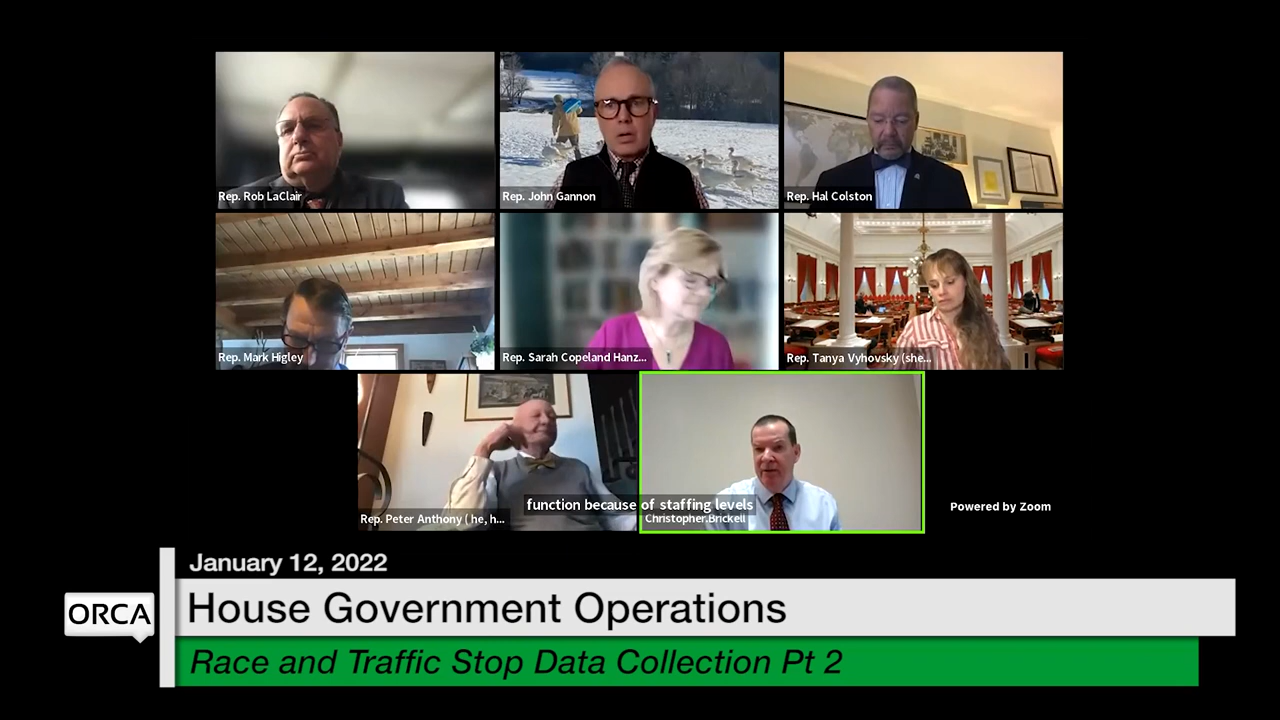 Rep. Rob LaClair
Rep. John Gannon
Rep. Hal Colston
Rep. Mark Higley
Rep. Sarah Copeland Hanz...
Rep. Tanya Vyhovsky (she...
function because of staffing levels
Rep. Peter Anthony ( he, h...
Christopher.Brickell
Powered by Zoom
January 12, 2022
ORCA
House Government Operations
Race and Traffic Stop Data Collection Pt 2